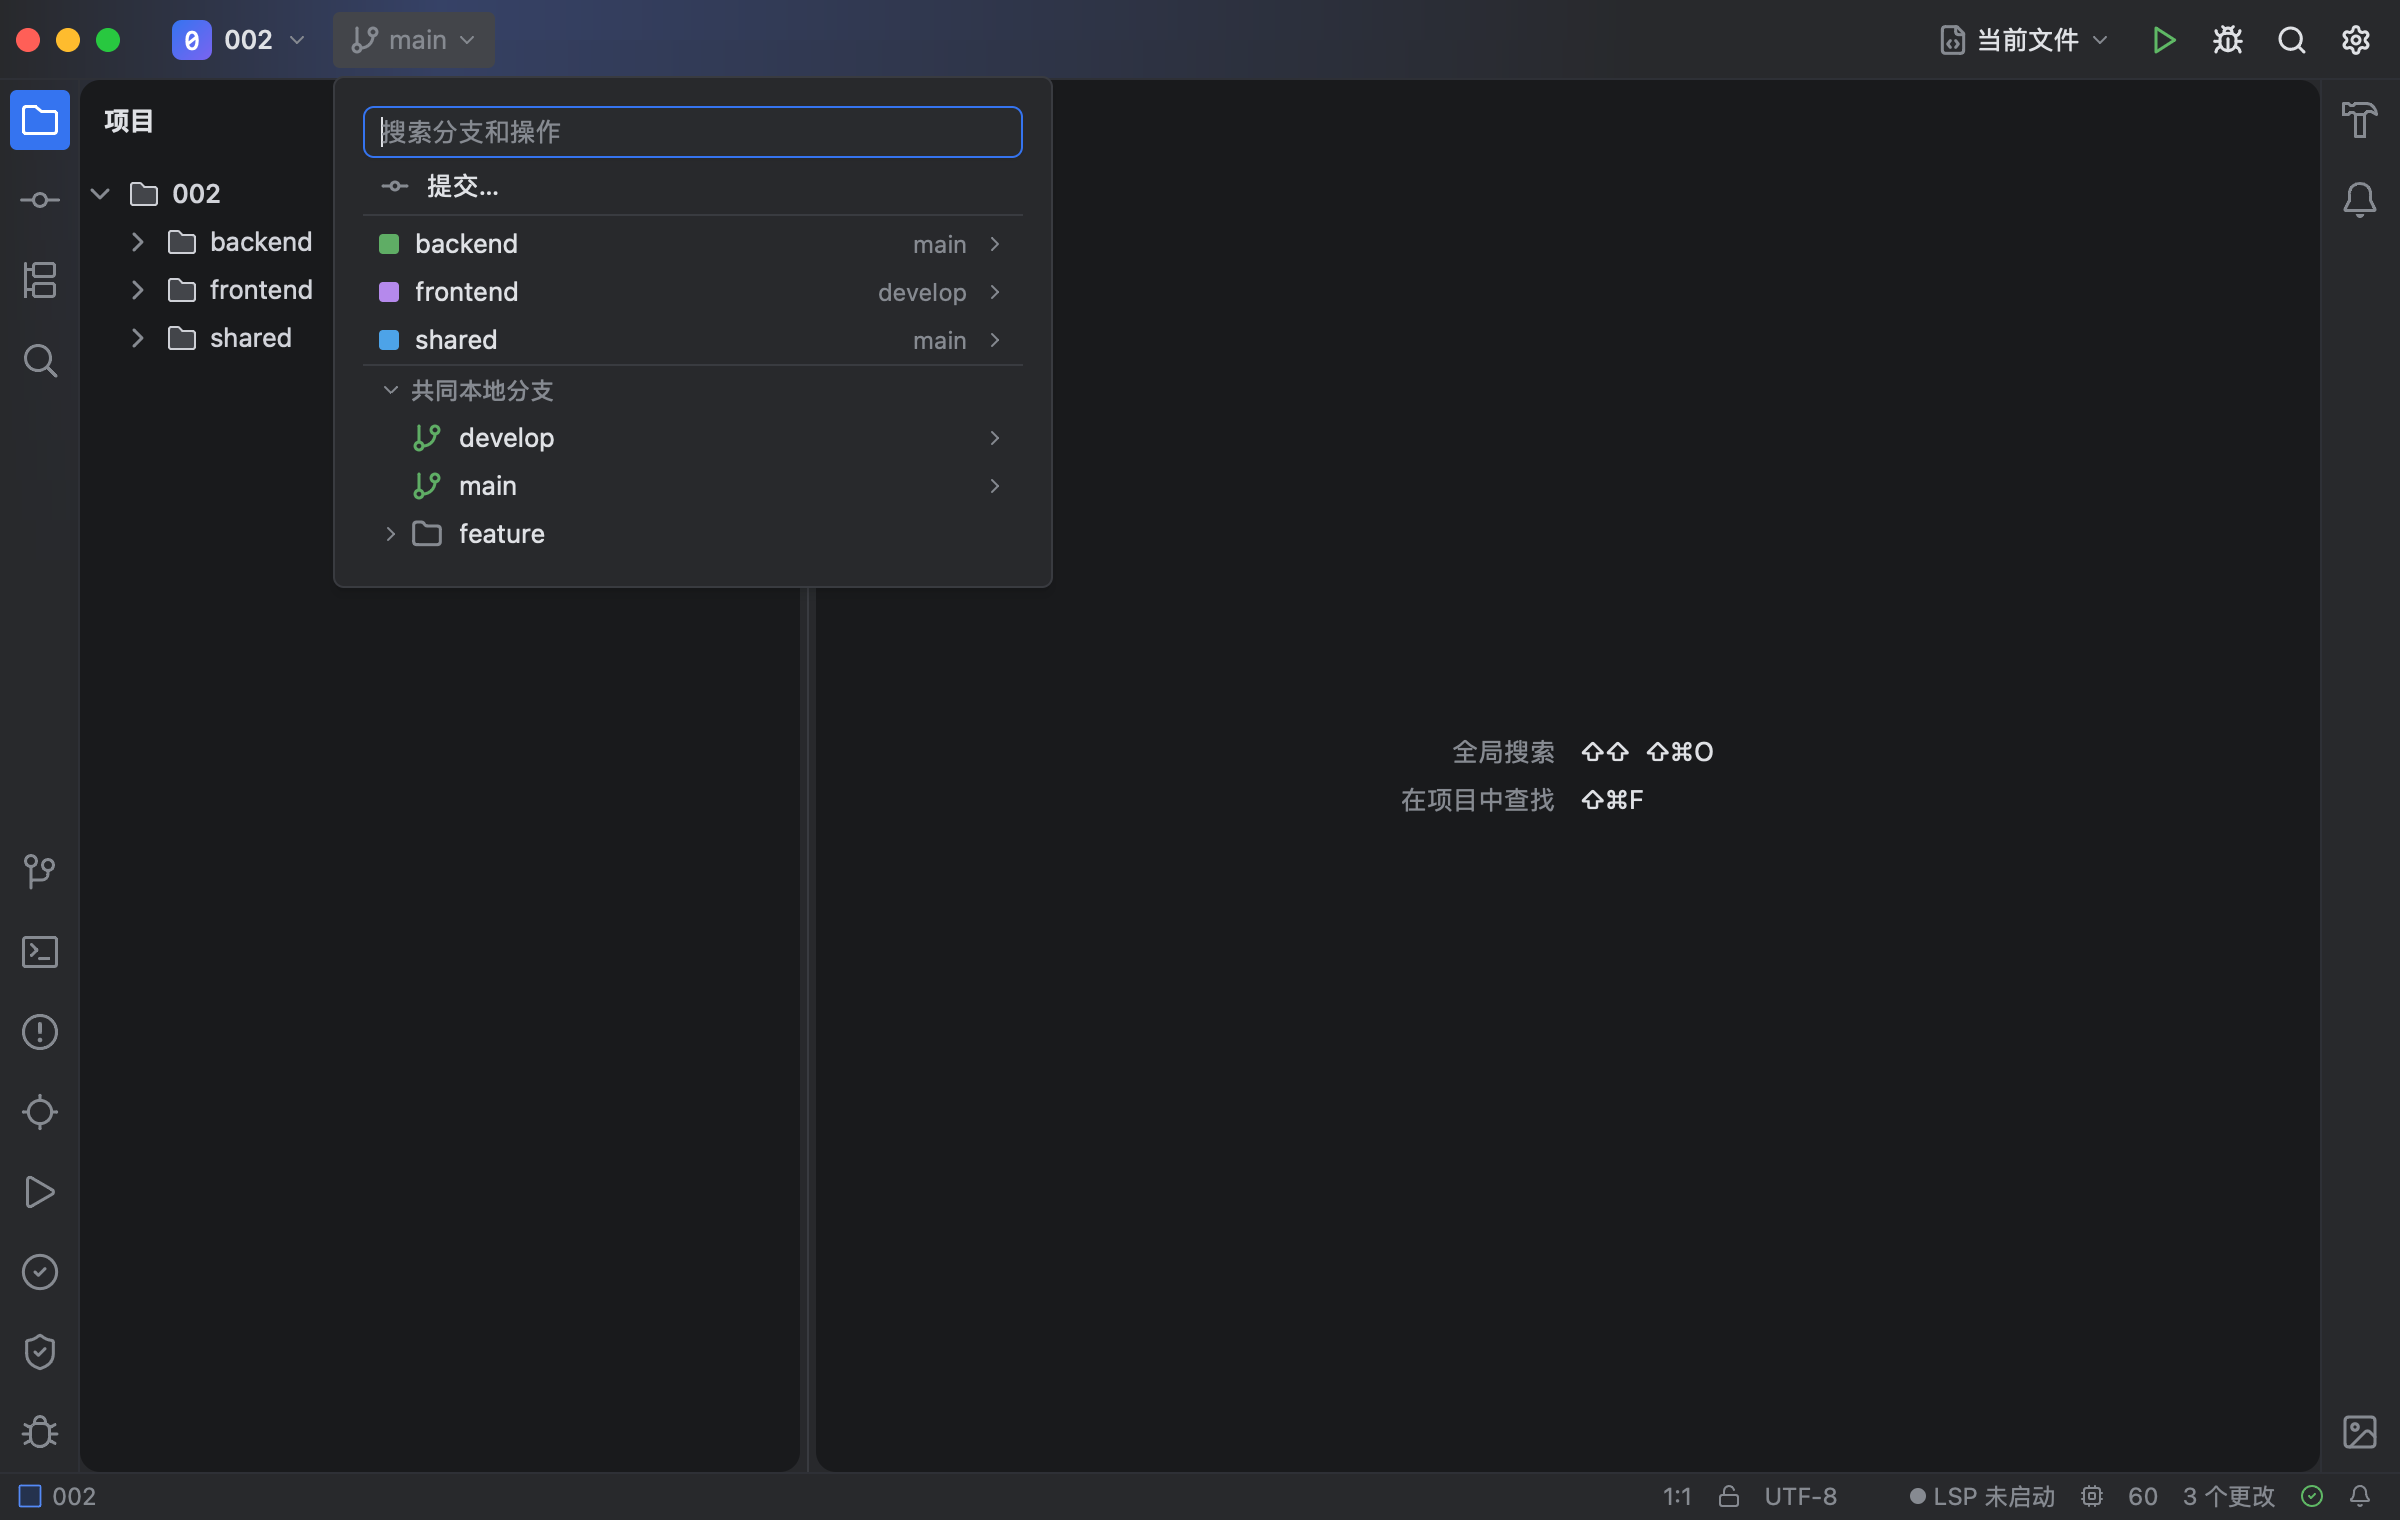 0 002 main 当前文件
项目
搜索分支和操作
提交...
002
backend
frontend
shared
backend main
frontend develop
shared main
共同本地分支
develop
main
feature
全局搜索 ⇧⇧ ⇧⌘O
在项目中查找 ⇧⌘F
002 1:1 UTF-8 LSP 未启动 60 3 个更改